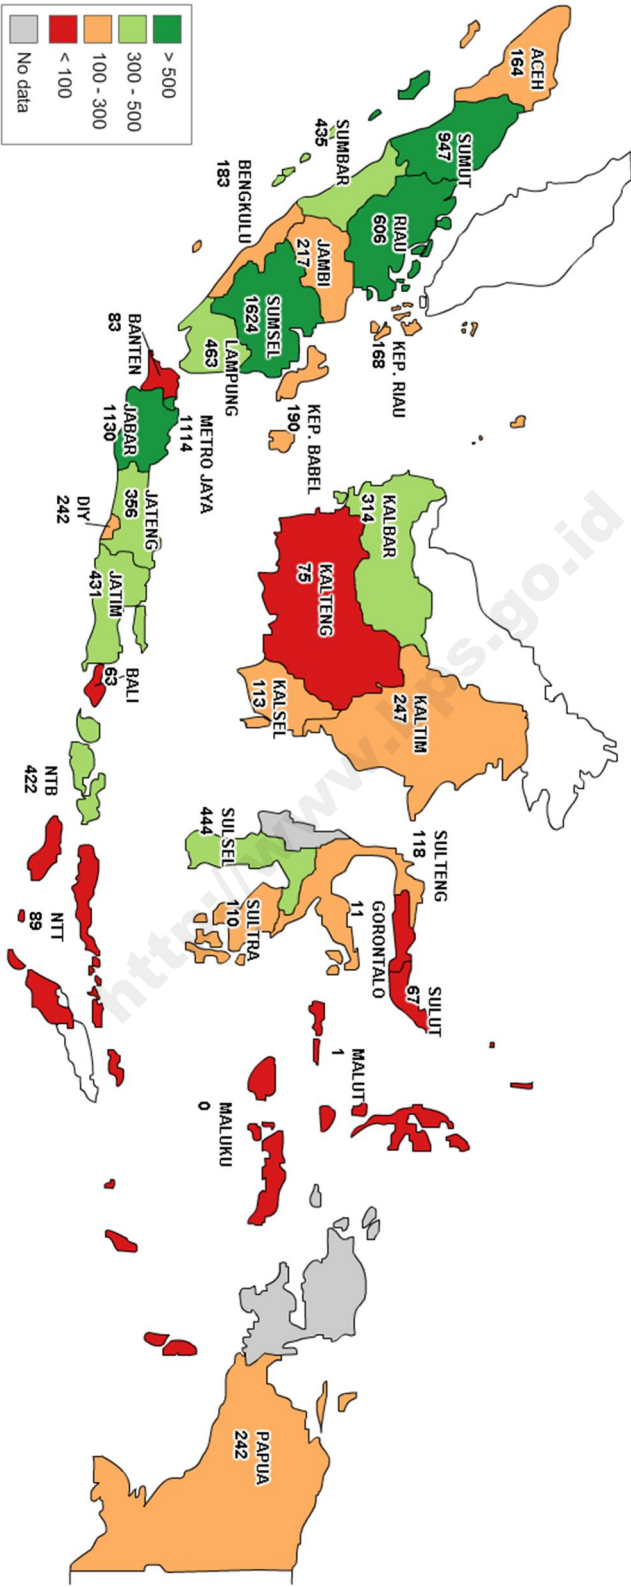 ACEH
164
SUMUT
947
RIAU
606
KEP. RIAU
168
SUMBAR
435
JAMBI
217
BENGKULU
183
SUMSEL
1624
KEP. BABEL
190
LAMPUNG
463
BANTEN
83
METRO JAYA
1114
JABAR
1130
JATENG
356
DIY
242
JATIM
431
BALI
63
NTB
422
NTT
89
KALBAR
314
KALTENG
75
KALSEL
113
KALTIM
247
SULTENG
118
SULSEL
444
SULTRA
110
GORONTALO
11
SULUT
67
MALUT
1
MALUKU
0
PAPUA
242
> 500
300 - 500
100 - 300
< 100
No data
http://www.bps.go.id